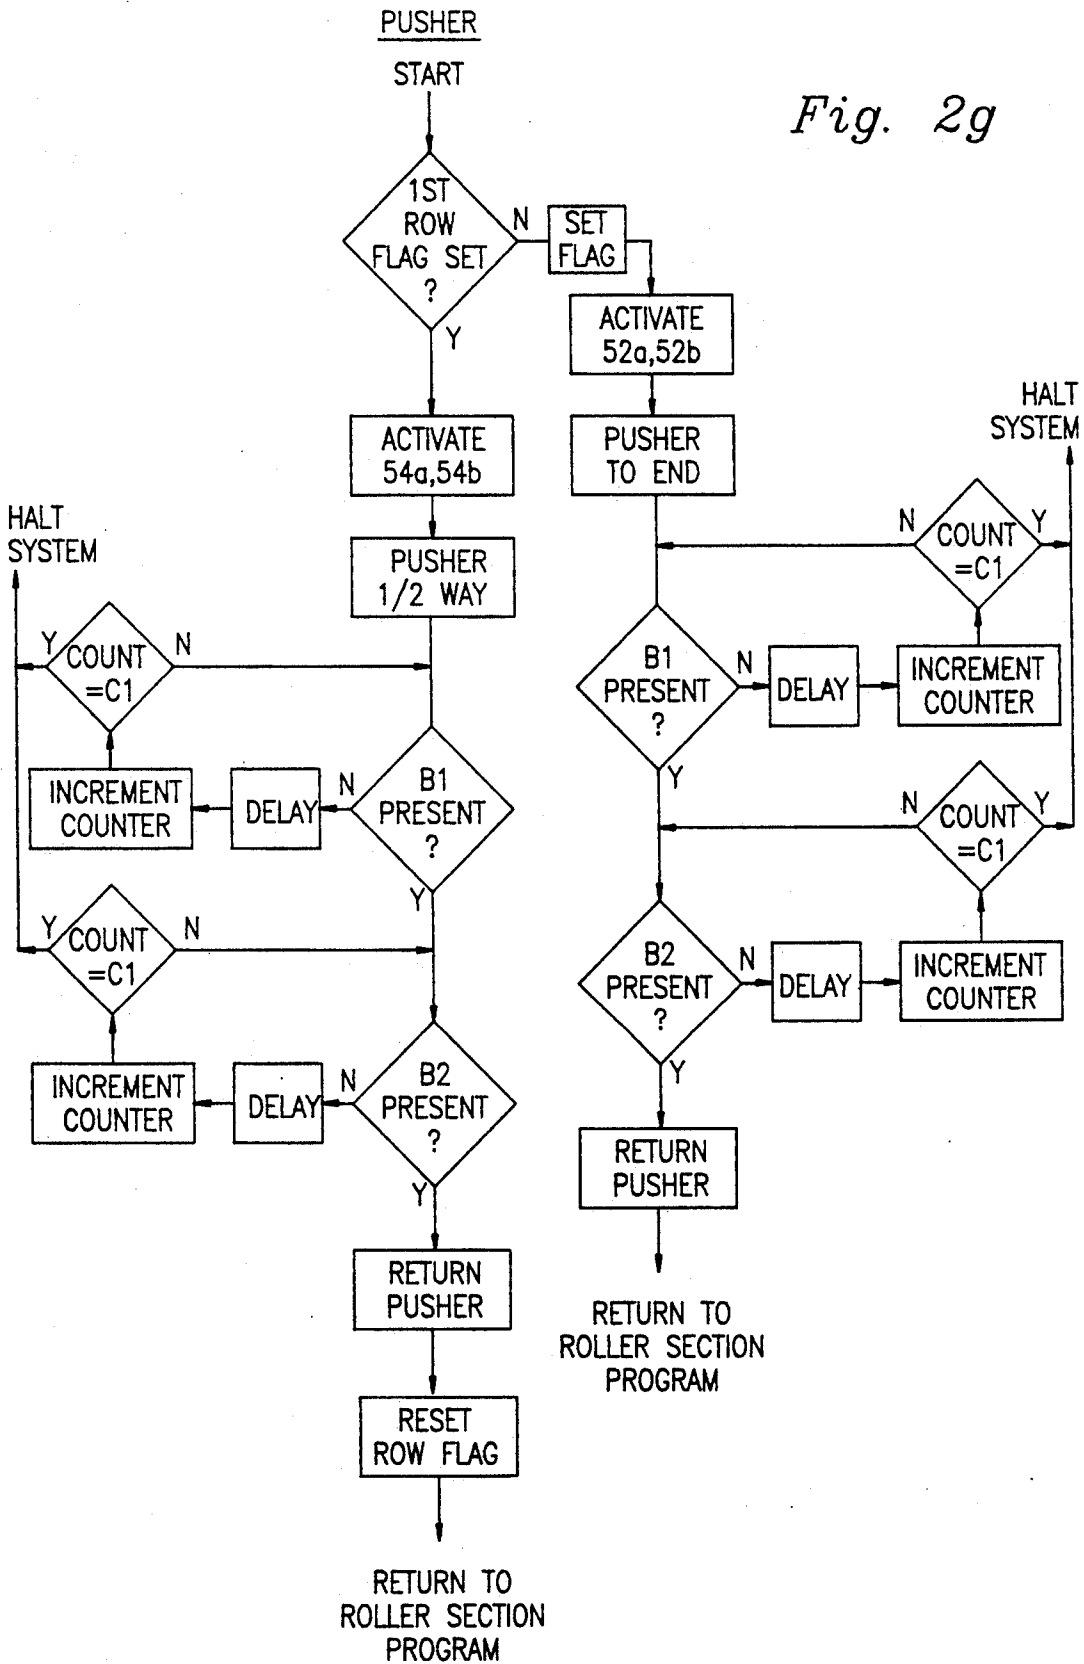 PUSHER
START
Fig. 2g
1ST
ROW
FLAG SET
?
N
SET
FLAG
Y
ACTIVATE
52a,52b
ACTIVATE
54a,54b
PUSHER
TO END
HALT
SYSTEM
HALT
SYSTEM
PUSHER
1/2 WAY
N
COUNT
=C1
Y
Y
COUNT
=C1
N
B1
PRESENT
?
N
DELAY
INCREMENT
COUNTER
Y
INCREMENT
COUNTER
DELAY
N
B1
PRESENT
?
Y
N
COUNT
=C1
Y
Y
COUNT
=C1
N
B2
PRESENT
?
N
DELAY
INCREMENT
COUNTER
Y
INCREMENT
COUNTER
DELAY
N
B2
PRESENT
?
Y
RETURN
PUSHER
RETURN TO
ROLLER SECTION
PROGRAM
RETURN
PUSHER
RESET
ROW FLAG
RETURN TO
ROLLER SECTION
PROGRAM